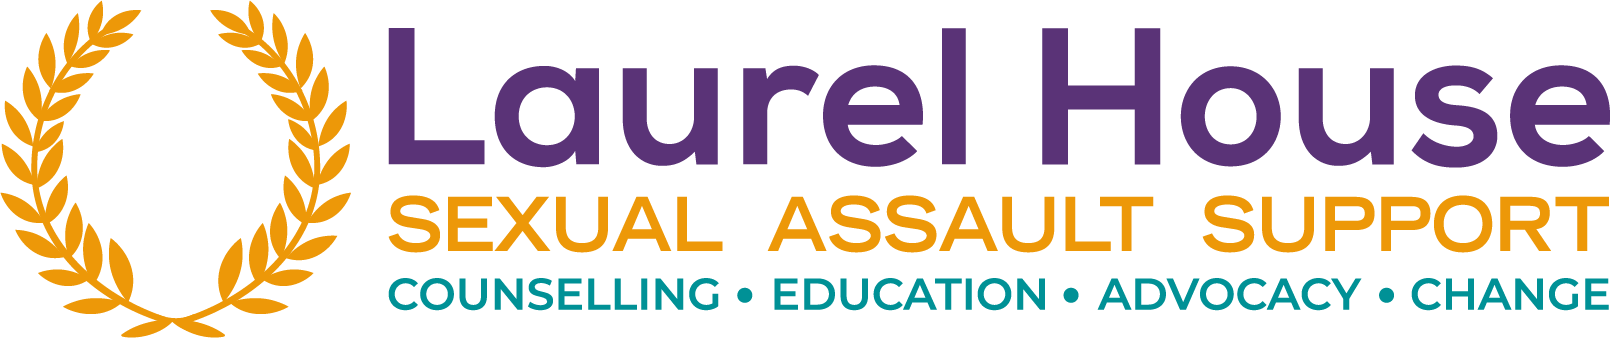 Laurel House
SEXUAL ASSAULT SUPPORT
COUNSELLING • EDUCATION • ADVOCACY • CHANGE